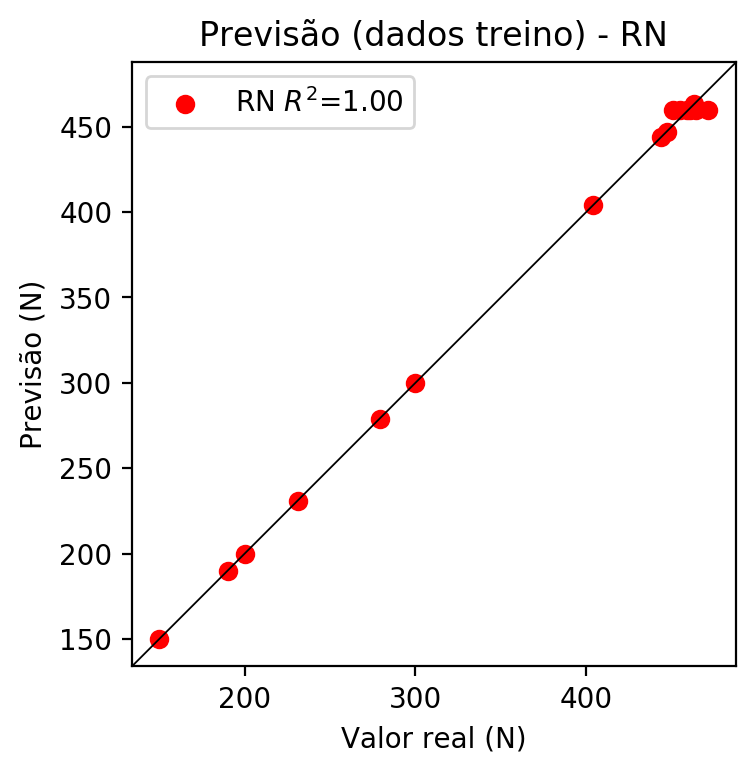 Previsão (dados treino) - RN
RN R²=1.00
Previsão (N)
450
400
350
300
250
200
150
200 300 400
Valor real (N)